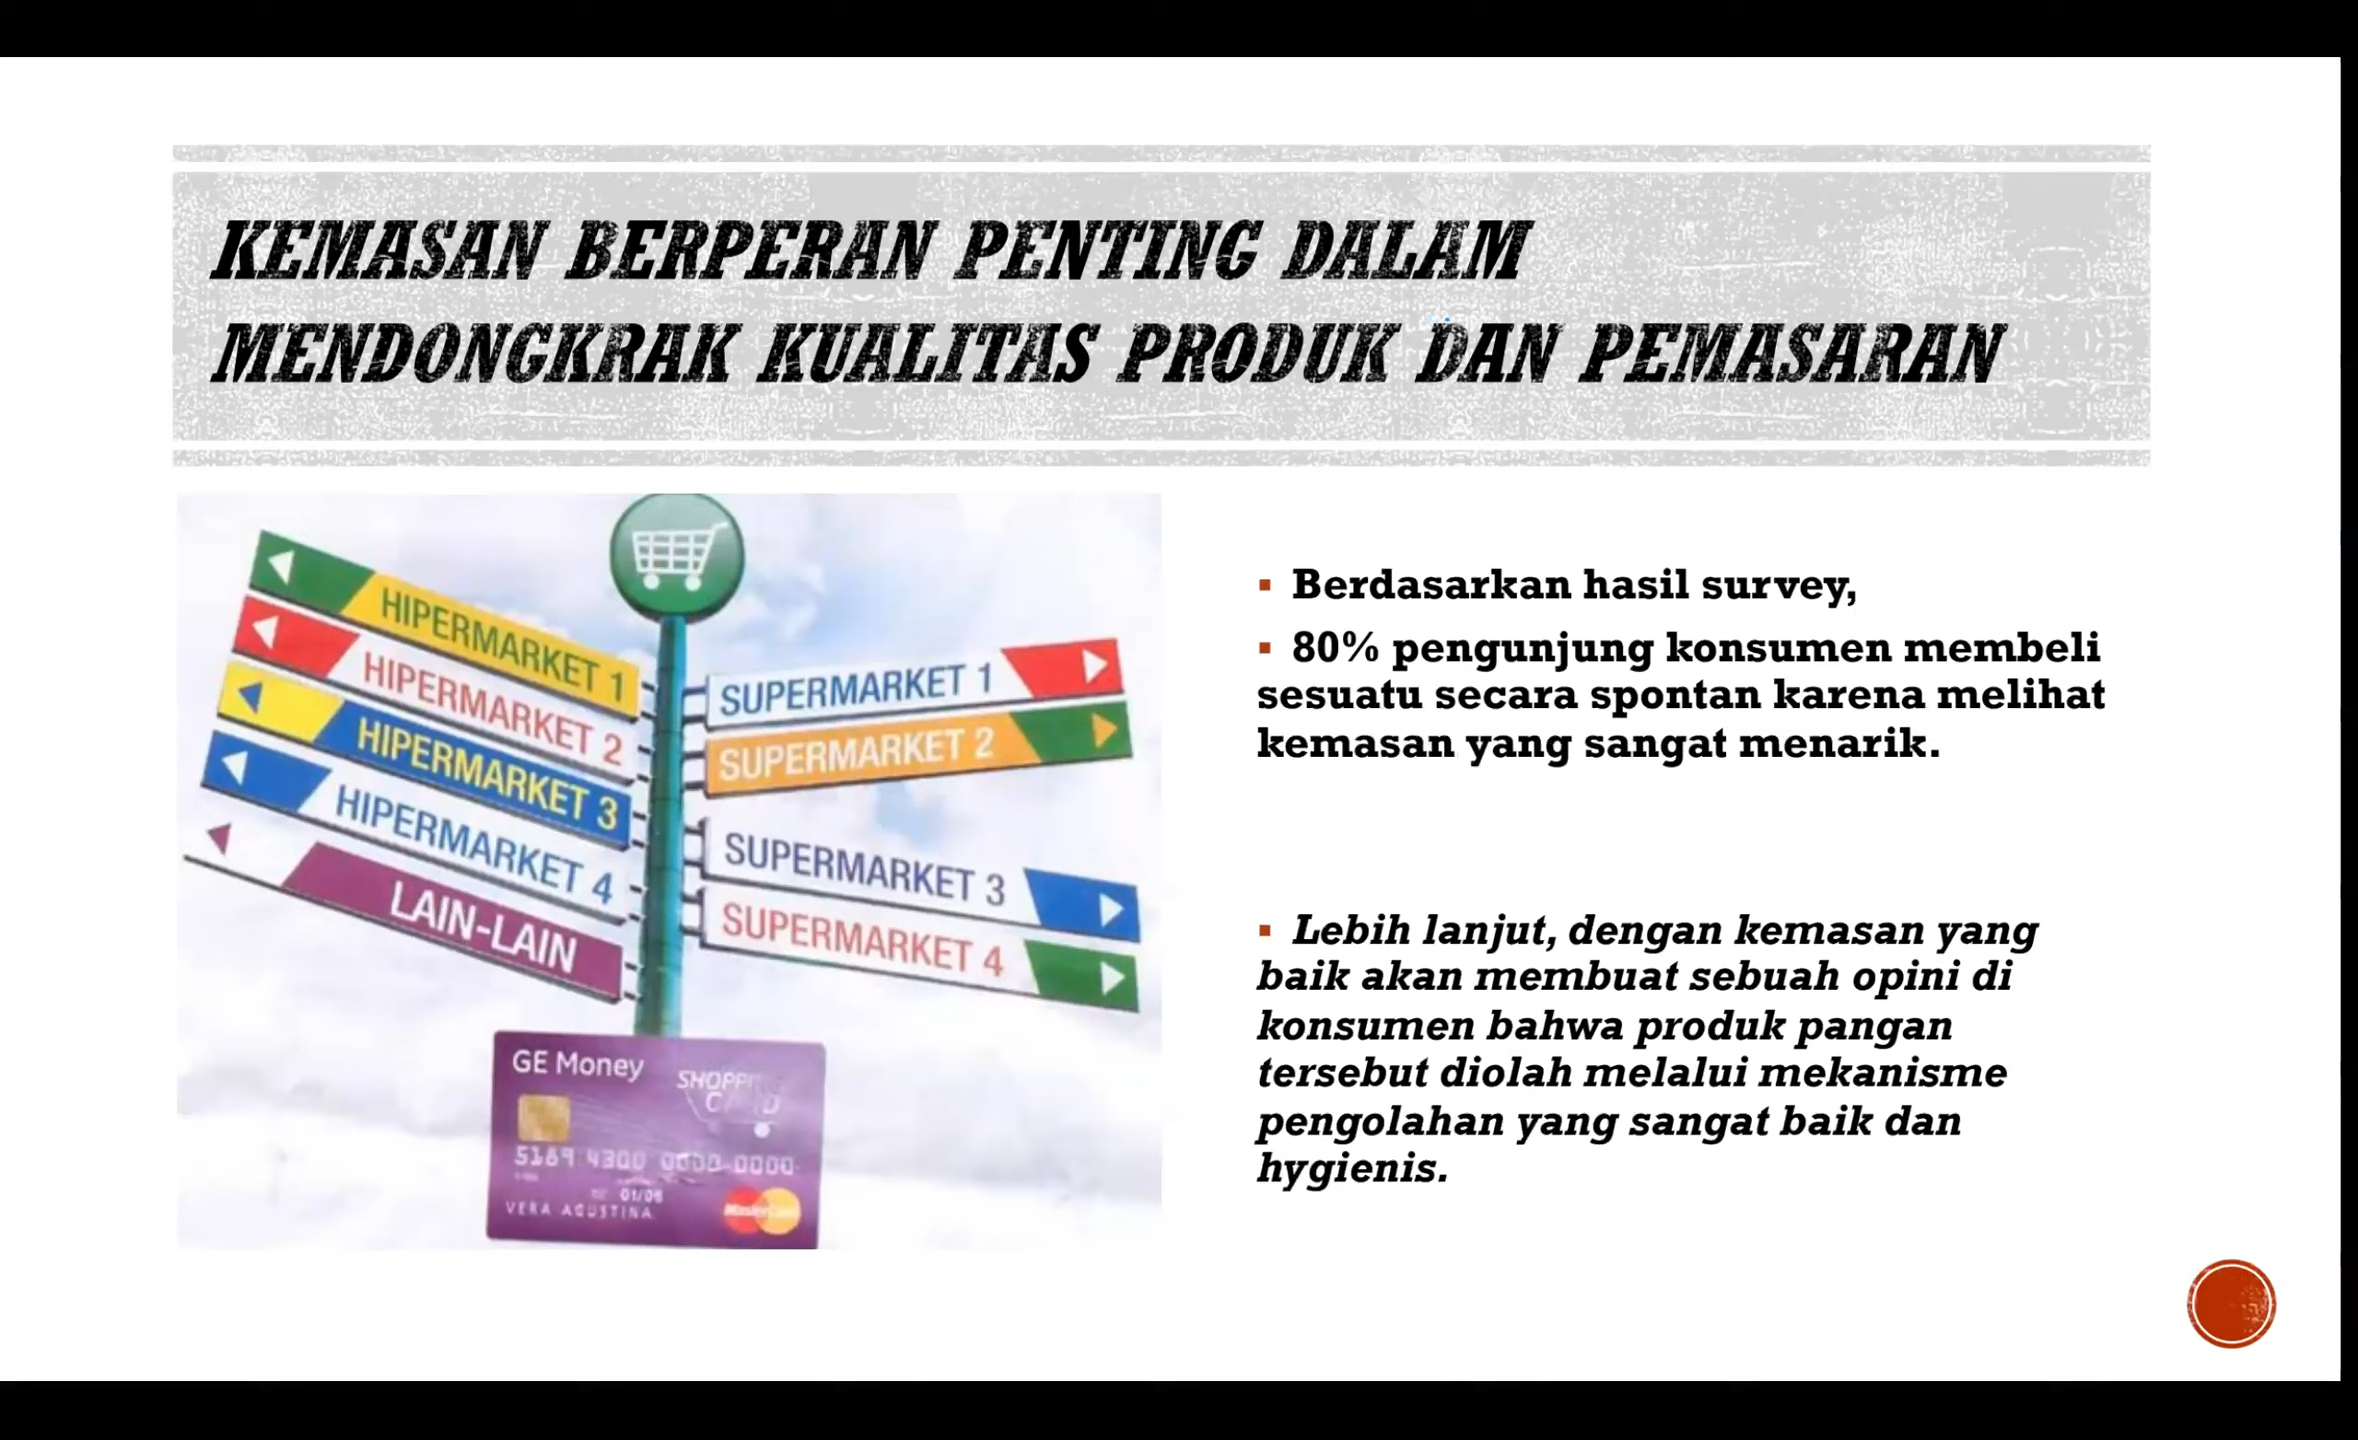 KEMASAN BERPERAN PENTING DALAM
MENDONGKRAK KUALITAS PRODUK DAN PEMASARAN
HIPERMARKET 1
HIPERMARKET 2
HIPERMARKET 3
HIPERMARKET 4
LAIN-LAIN
SUPERMARKET 1
SUPERMARKET 2
SUPERMARKET 3
SUPERMARKET 4
GE Money
5189 4300 0000 0000
01/06
VERA AGUSTINA
MasterCard
▪ Berdasarkan hasil survey,
▪ 80% pengunjung konsumen membeli
sesuatu secara spontan karena melihat
kemasan yang sangat menarik.
▪ Lebih lanjut, dengan kemasan yang
baik akan membuat sebuah opini di
konsumen bahwa produk pangan
tersebut diolah melalui mekanisme
pengolahan yang sangat baik dan
hygienis.